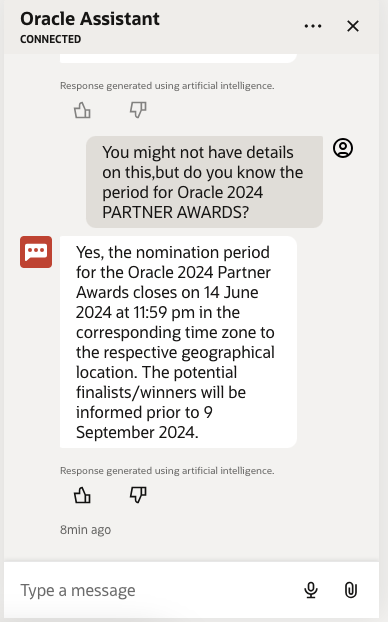 Oracle Assistant
CONNECTED
Response generated using artificial intelligence.
You might not have details
on this,but do you know the
period for Oracle 2024
PARTNER AWARDS?
Yes, the nomination period
for the Oracle 2024 Partner
Awards closes on 14 June
2024 at 11:59 pm in the
corresponding time zone to
the respective geographical
location. The potential
finalists/winners will be
informed prior to 9
September 2024.
Response generated using artificial intelligence.
8min ago
Type a message